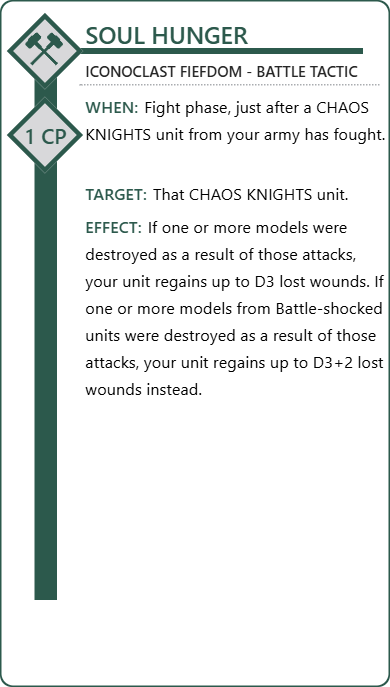 SOUL HUNGER
ICONOCLAST FIEFDOM - BATTLE TACTIC
1 CP
WHEN: Fight phase, just after a CHAOS
KNIGHTS unit from your army has fought.
TARGET: That CHAOS KNIGHTS unit.
EFFECT: If one or more models were
destroyed as a result of those attacks,
your unit regains up to D3 lost wounds. If
one or more models from Battle-shocked
units were destroyed as a result of those
attacks, your unit regains up to D3+2 lost
wounds instead.